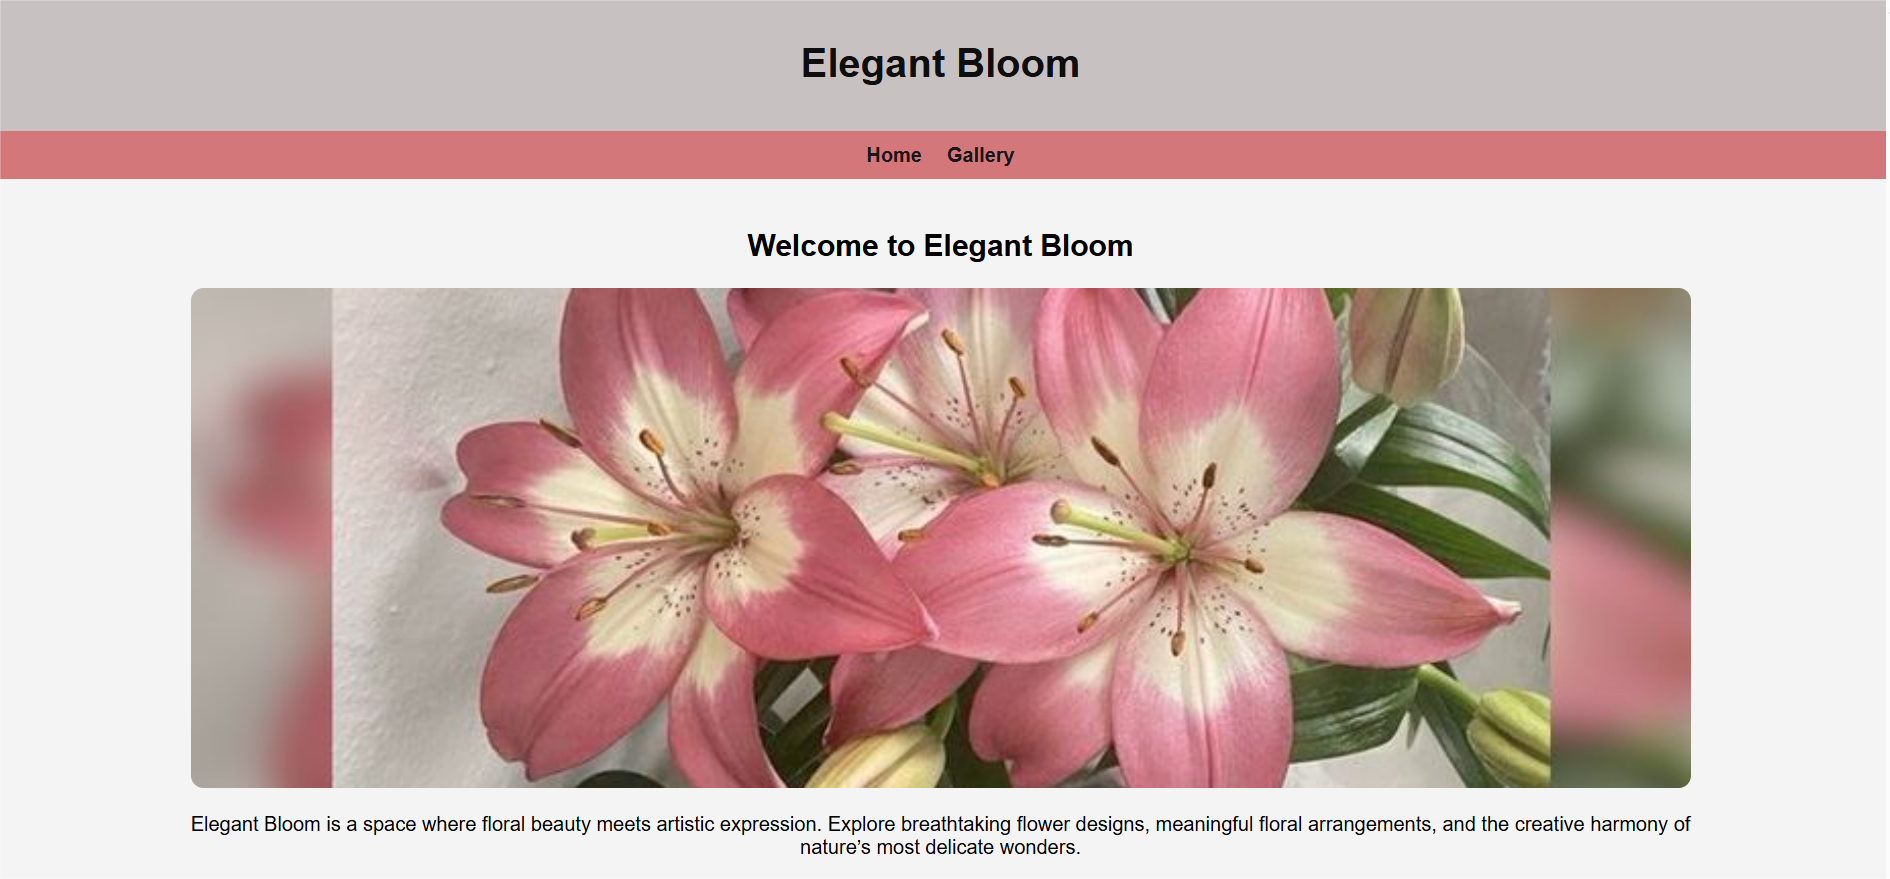 Elegant Bloom
Home Gallery
Welcome to Elegant Bloom
Elegant Bloom is a space where floral beauty meets artistic expression. Explore breathtaking flower designs, meaningful floral arrangements, and the creative harmony of
nature’s most delicate wonders.